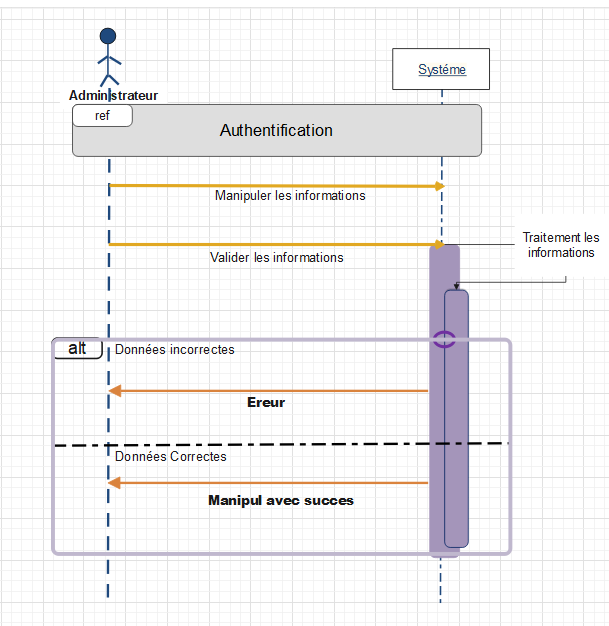 Systéme
Administrateur
ref
Authentification
Manipuler les informations
Traitement les
informations
Valider les informations
alt
Données incorrectes
Ereur
Données Correctes
Manipul avec succes